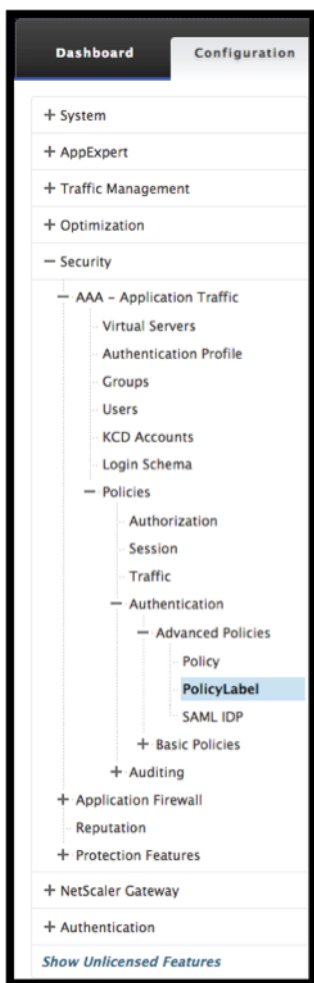 Dashboard Configuration
+ System
+ AppExpert
+ Traffic Management
+ Optimization
− Security
− AAA – Application Traffic
Virtual Servers
Authentication Profile
Groups
Users
KCD Accounts
Login Schema
− Policies
Authorization
Session
Traffic
− Authentication
− Advanced Policies
Policy
PolicyLabel
SAML IDP
+ Basic Policies
+ Auditing
+ Application Firewall
Reputation
+ Protection Features
+ NetScaler Gateway
+ Authentication
Show Unlicensed Features